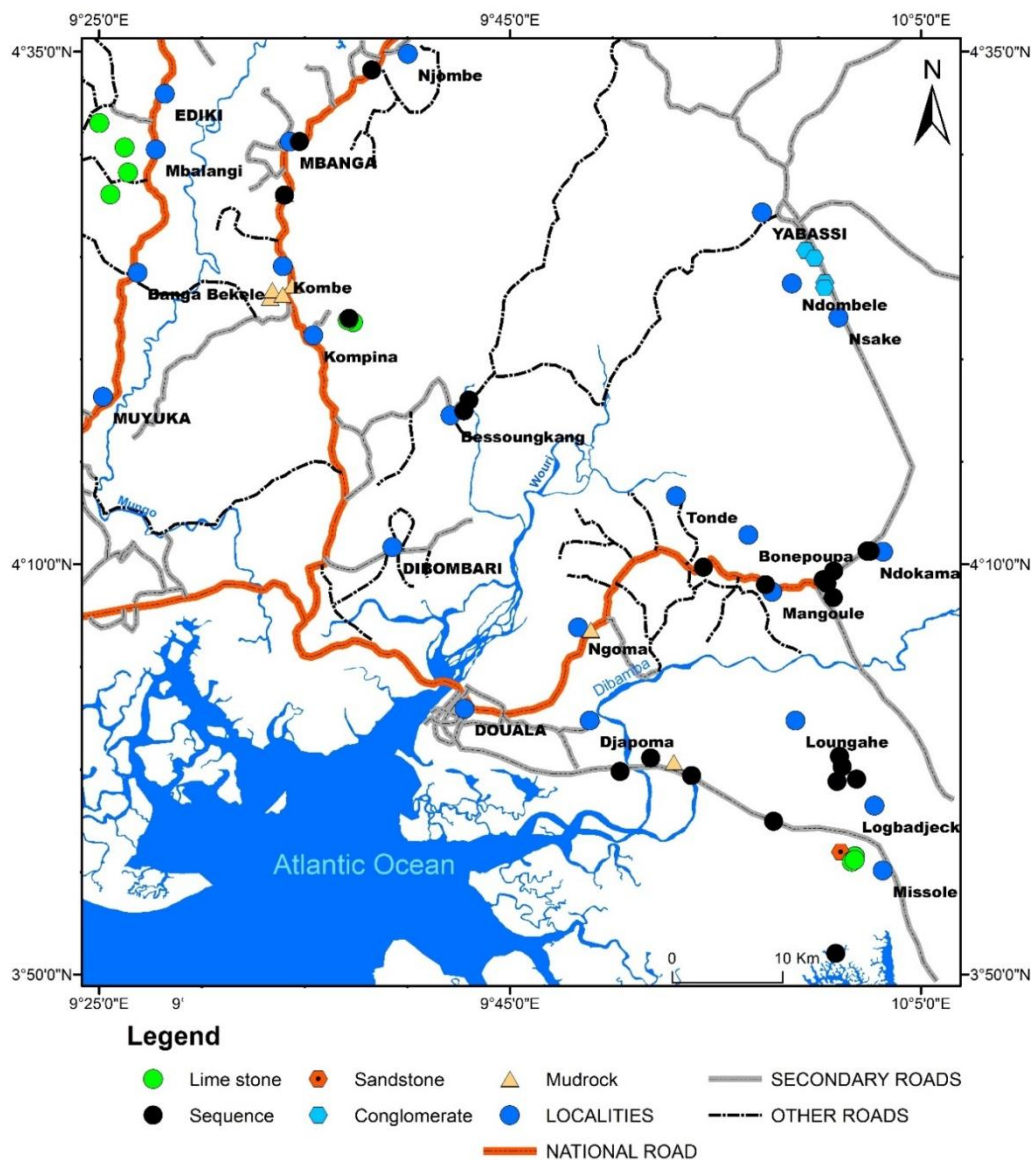 9°25'0"E 9°45'0"E 10°5'0"E
4°35'0"N 4°35'0"N
N
Njombe
EDIKI
MBANGA
Mbalangi
YABASSI
Banga Bekele Kombe
Ndombele
Nsake
Kompina
MUYUKA
Bessoungkang
Wouri
Mungo
Tonde
4°10'0"N 4°10'0"N
Bonepoupa
DIBOMBARI
Ndokama
Mangoule
Ngoma
Dibamba
DOUALA
Djapoma
Loungahe
Logbadjeck
Atlantic Ocean
Missole
0 10 Km
3°50'0"N 3°50'0"N
9°25'0"E 9' 9°45'0"E 10°5'0"E
Legend
Lime stone Sandstone Mudrock SECONDARY ROADS
Sequence Conglomerate LOCALITIES OTHER ROADS
NATIONAL ROAD